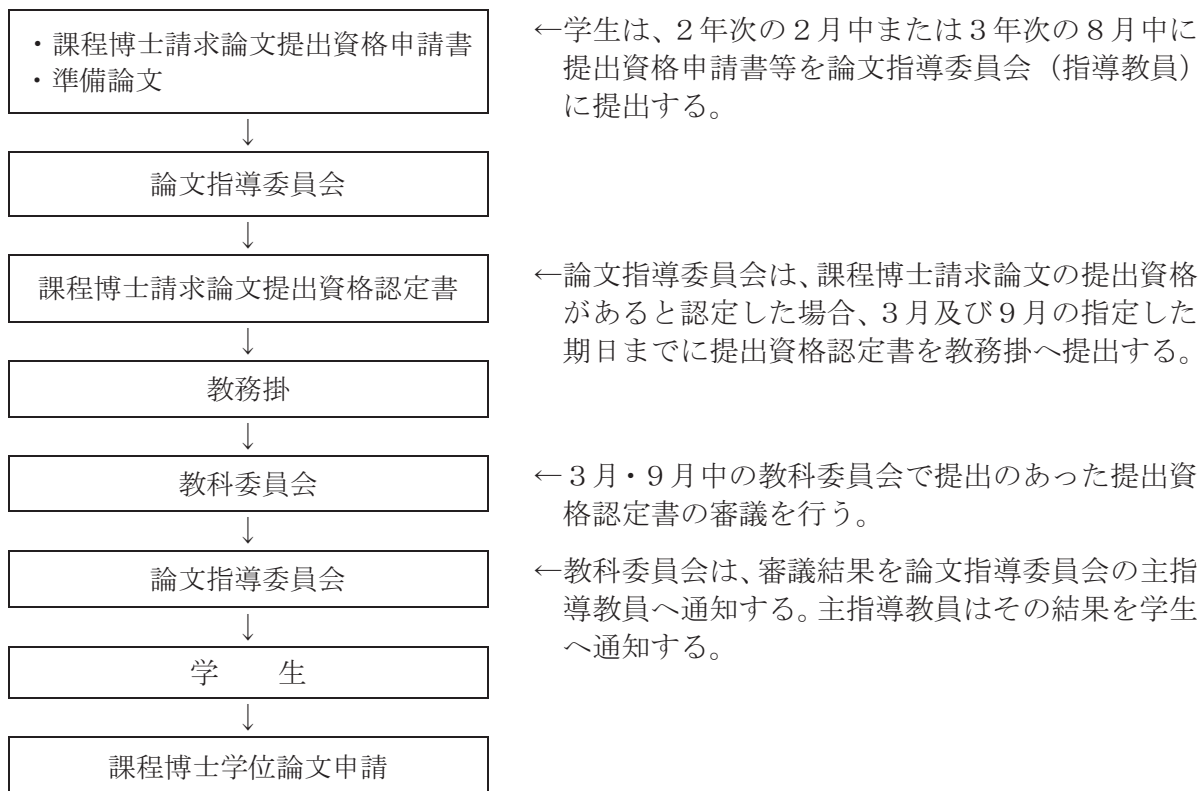 ・課程博士請求論文提出資格申請書
・準備論文
←学生は、２年次の２月中または３年次の８月中に
提出資格申請書等を論文指導委員会（指導教員）
に提出する。
↓
論文指導委員会
↓
課程博士請求論文提出資格認定書
←論文指導委員会は、課程博士請求論文の提出資格
があると認定した場合、３月及び９月の指定した
期日までに提出資格認定書を教務掛へ提出する。
↓
教務掛
↓
教科委員会
←３月・９月中の教科委員会で提出のあった提出資
格認定書の審議を行う。
↓
論文指導委員会
←教科委員会は、審議結果を論文指導委員会の主指
導教員へ通知する。主指導教員はその結果を学生
へ通知する。
↓
学　　生
↓
課程博士学位論文申請